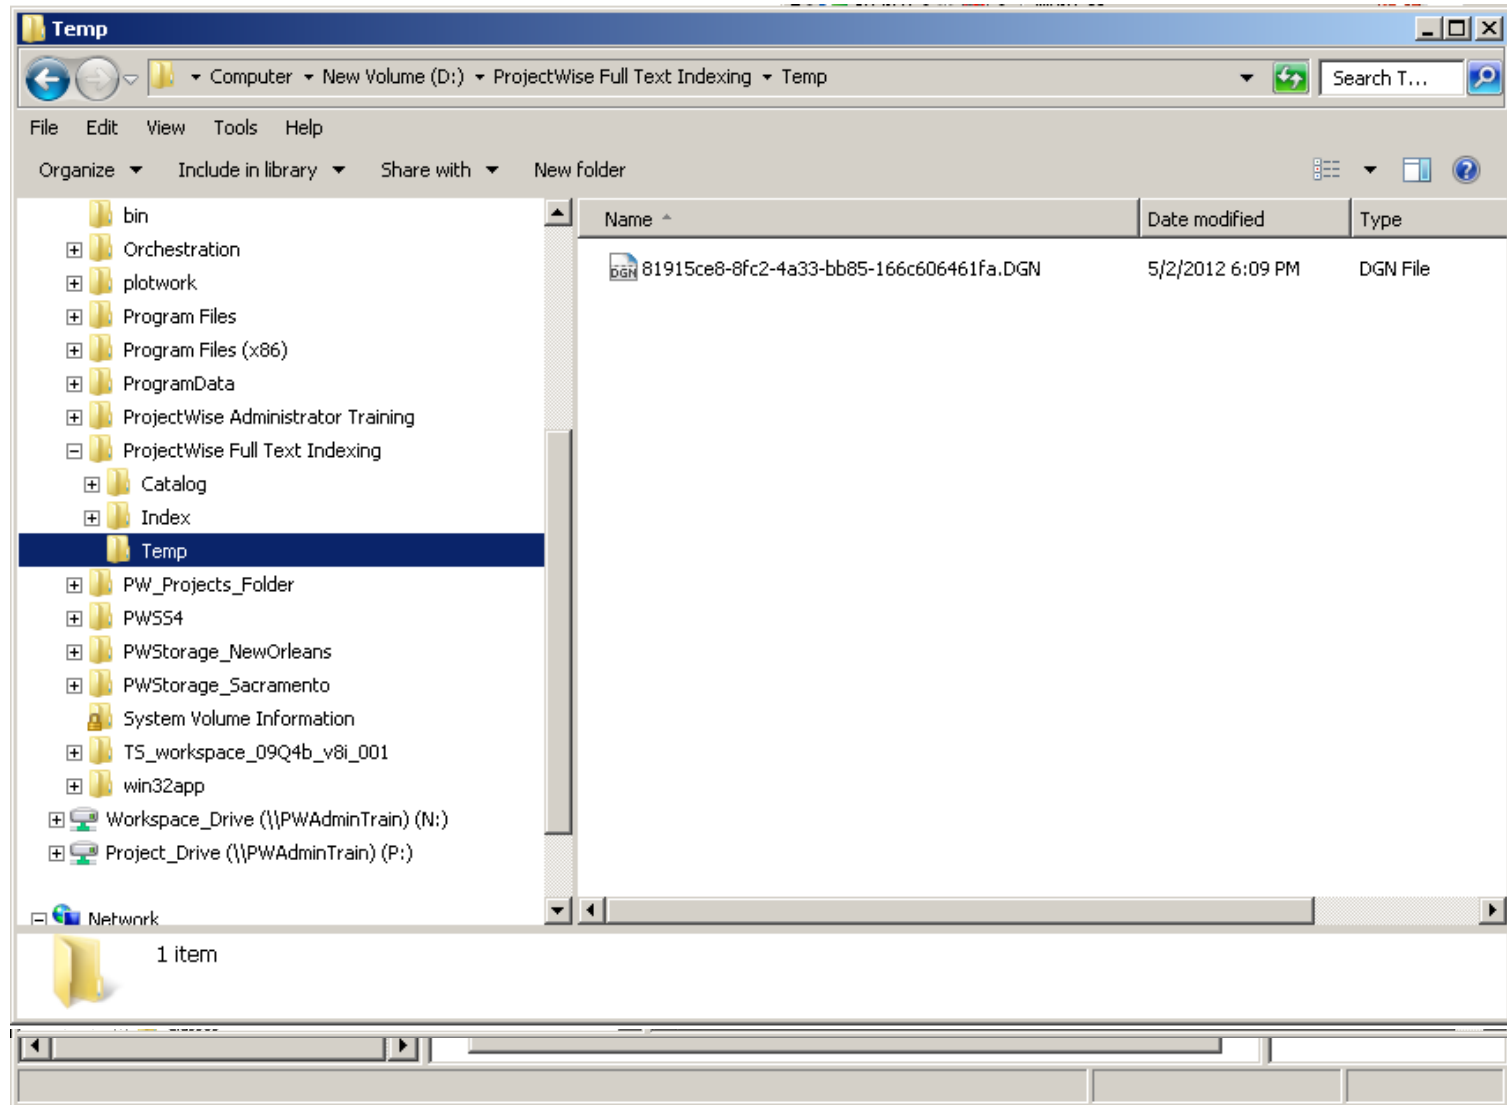 Temp
Computer New Volume (D:) ProjectWise Full Text Indexing Temp Search T...
File Edit View Tools Help
Organize Include in library Share with New folder
Name Date modified Type
bin
Orchestration
plotwork
Program Files
Program Files (x86)
ProgramData
ProjectWise Administrator Training
ProjectWise Full Text Indexing
Catalog
Index
Temp
PW_Projects_Folder
PWSS4
PWStorage_NewOrleans
PWStorage_Sacramento
System Volume Information
TS_workspace_09Q4b_v8i_001
win32app
Workspace_Drive (\\PWAdminTrain) (N:)
Project_Drive (\\PWAdminTrain) (P:)
Network
DGN 81915ce8-8fc2-4a33-bb85-166c606461fa.DGN 5/2/2012 6:09 PM DGN File
1 item